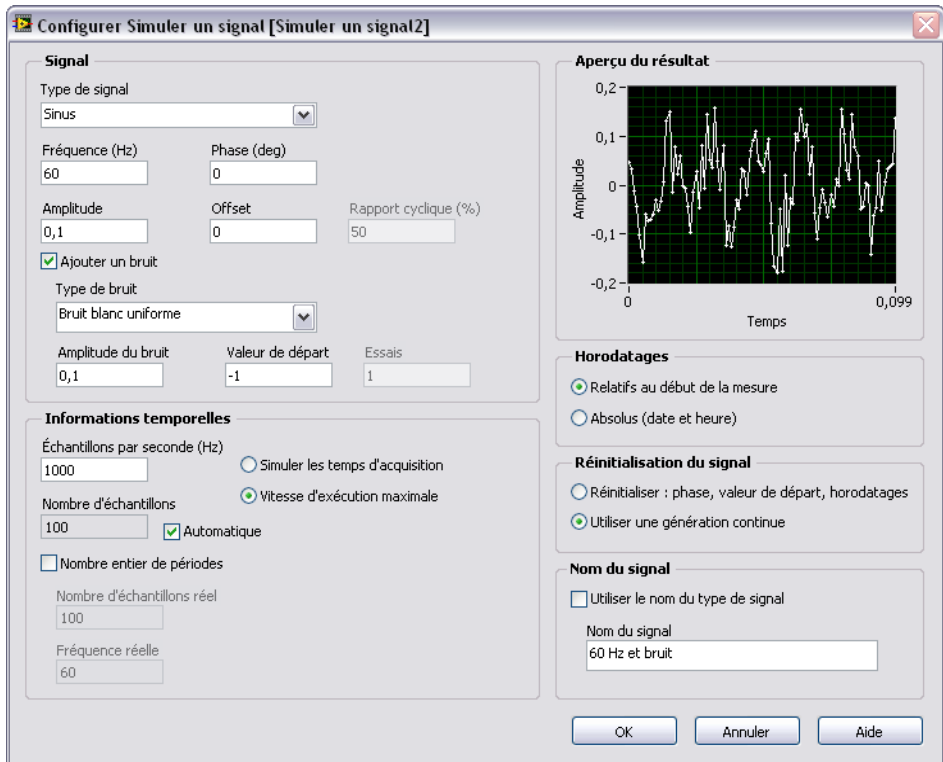 Configurer Simuler un signal [Simuler un signal2]
Signal
Type de signal
Sinus
Fréquence (Hz)
Phase (deg)
60
0
Amplitude
Offset
Rapport cyclique (%)
0,1
0
50
Ajouter un bruit
Type de bruit
Bruit blanc uniforme
Amplitude du bruit
Valeur de départ
Essais
0,1
-1
1
Informations temporelles
Échantillons par seconde (Hz)
1000
Simuler les temps d'acquisition
Vitesse d'exécution maximale
Nombre d'échantillons
100
Automatique
Nombre entier de périodes
Nombre d'échantillons réel
100
Fréquence réelle
60
Aperçu du résultat
0,2
0,1
0
-0,1
-0,2
Amplitude
0
0,099
Temps
Horodatages
Relatifs au début de la mesure
Absolus (date et heure)
Réinitialisation du signal
Réinitialiser : phase, valeur de départ, horodatages
Utiliser une génération continue
Nom du signal
Utiliser le nom du type de signal
Nom du signal
60 Hz et bruit
OK
Annuler
Aide